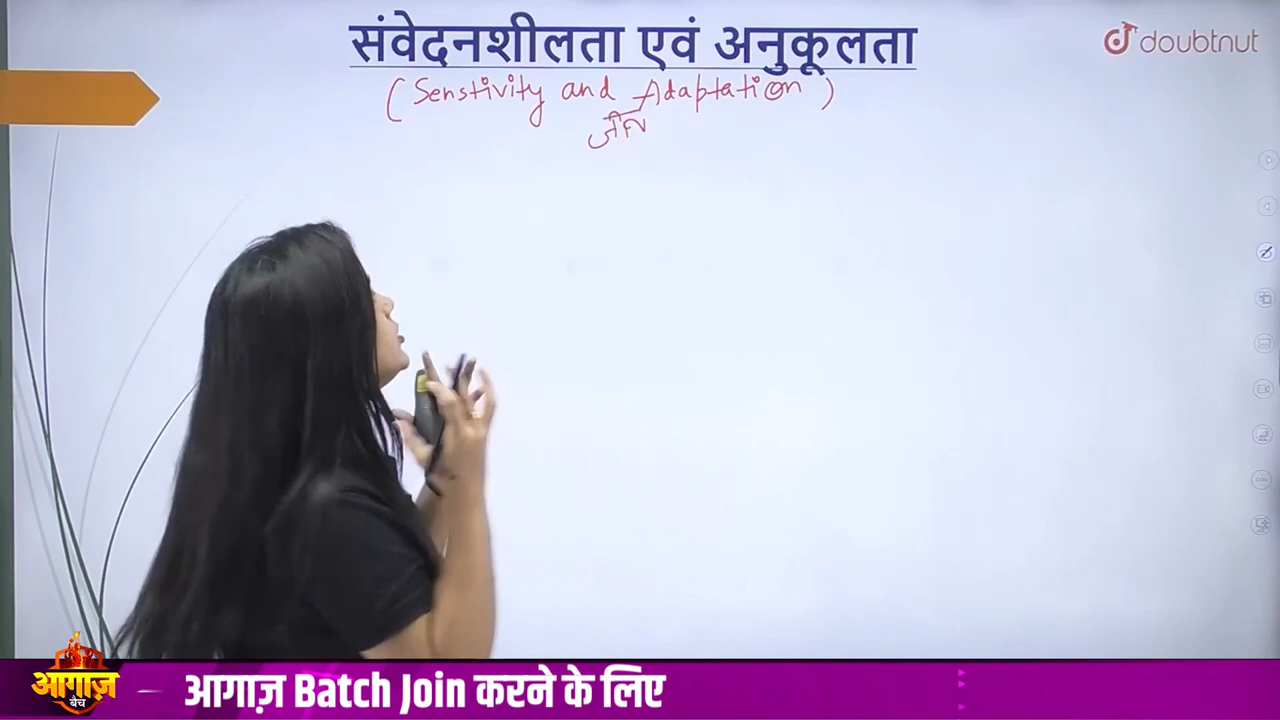 संवेदनशीलता एवं अनुकूलता
doubtnut
(Senstivity and Adaptation)
आगाज़
बैच
आगाज़ Batch Join करने के लिए